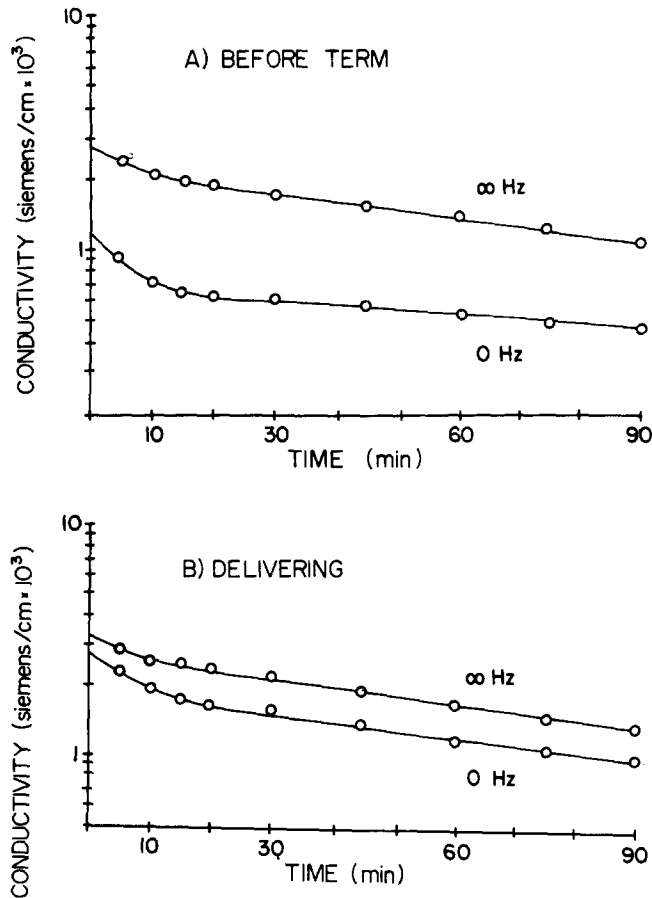 10
A) BEFORE TERM
∞ Hz
1
0 Hz
CONDUCTIVITY (siemens/cm×10³)
10
30
60
90
TIME (min)
10
B) DELIVERING
∞ Hz
1
0 Hz
CONDUCTIVITY (siemens/cm×10³)
10
30
60
90
TIME (min)